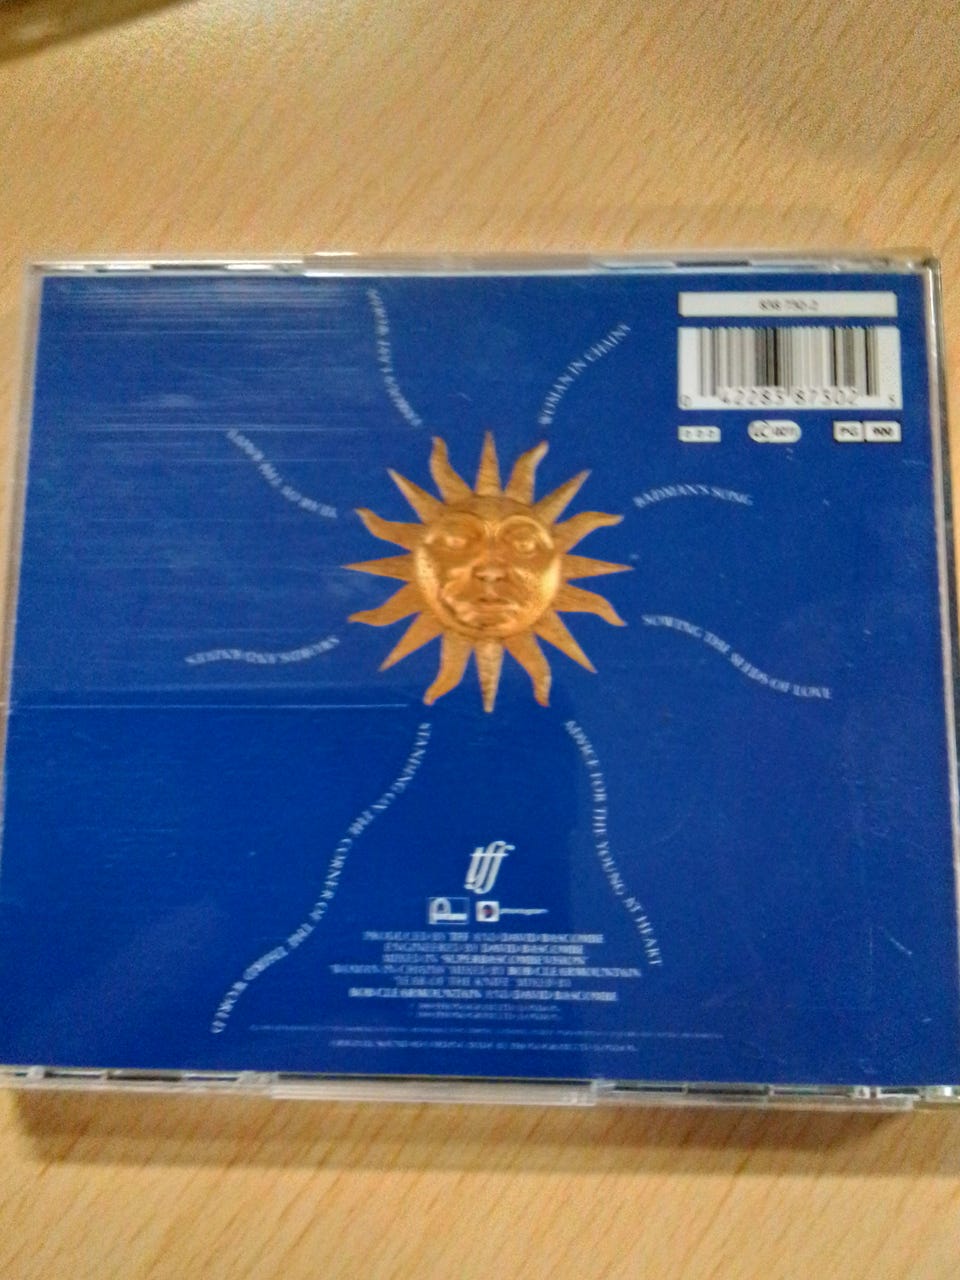 838 730-2
0 42283 87302 5
WOMAN IN CHAINS
BADMAN'S SONG
SOWING THE SEEDS OF LOVE
ADVICE FOR THE YOUNG AT HEART
STANDING ON THE CORNER OF THE THIRD WORLD
SWORDS AND KNIVES
YEAR OF THE KNIFE
FAMOUS LAST WORDS
tff
phonogram
PRODUCED BY TFF AND DAVID BASCOMBE
ENGINEERED BY DAVID BASCOMBE
MIXED IN 'SUPERBASCOMBEVISION'
'WOMAN IN CHAINS' MIXED BY BOB CLEARMOUNTAIN
'YEAR OF THE KNIFE' MIXED BY
BOB CLEARMOUNTAIN AND DAVID BASCOMBE